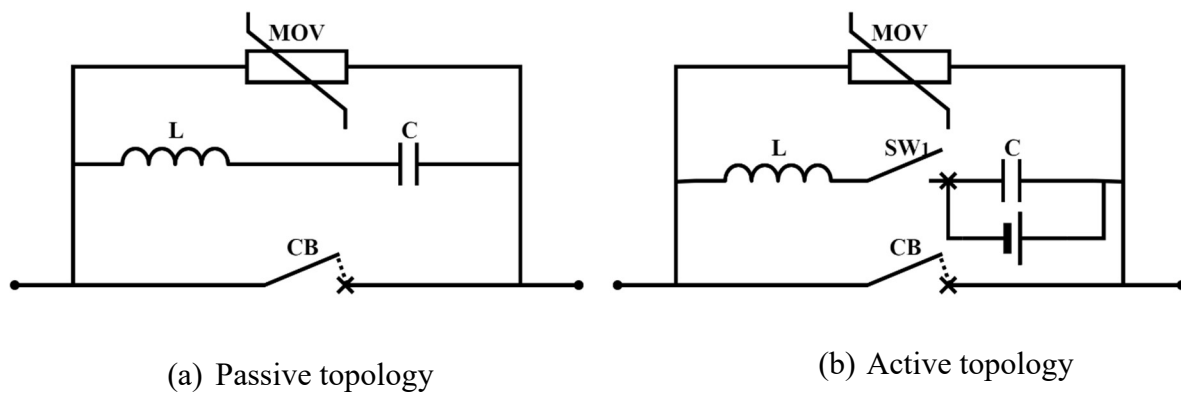 MOV
L
C
CB
(a) Passive topology
MOV
L
SW1
C
CB
(b) Active topology